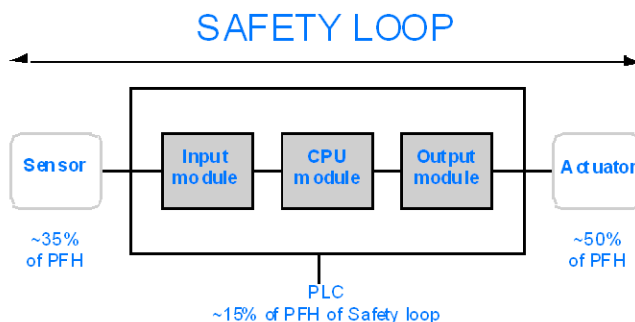 SAFETY LOOP
Sensor
Input
module
CPU
module
Output
module
Actuator
~35%
of PFH
~50%
of PFH
PLC
~15% of PFH of Safety loop